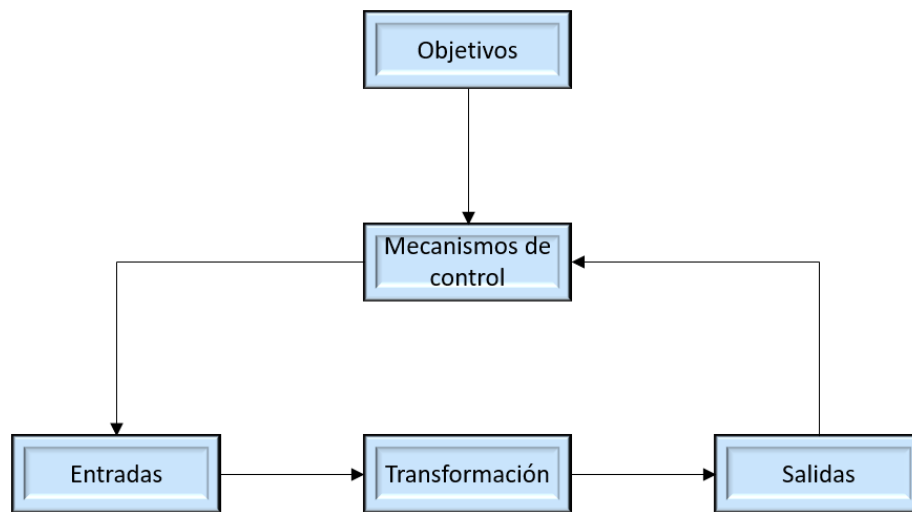 Objetivos
Mecanismos de
control
Entradas
Transformación
Salidas